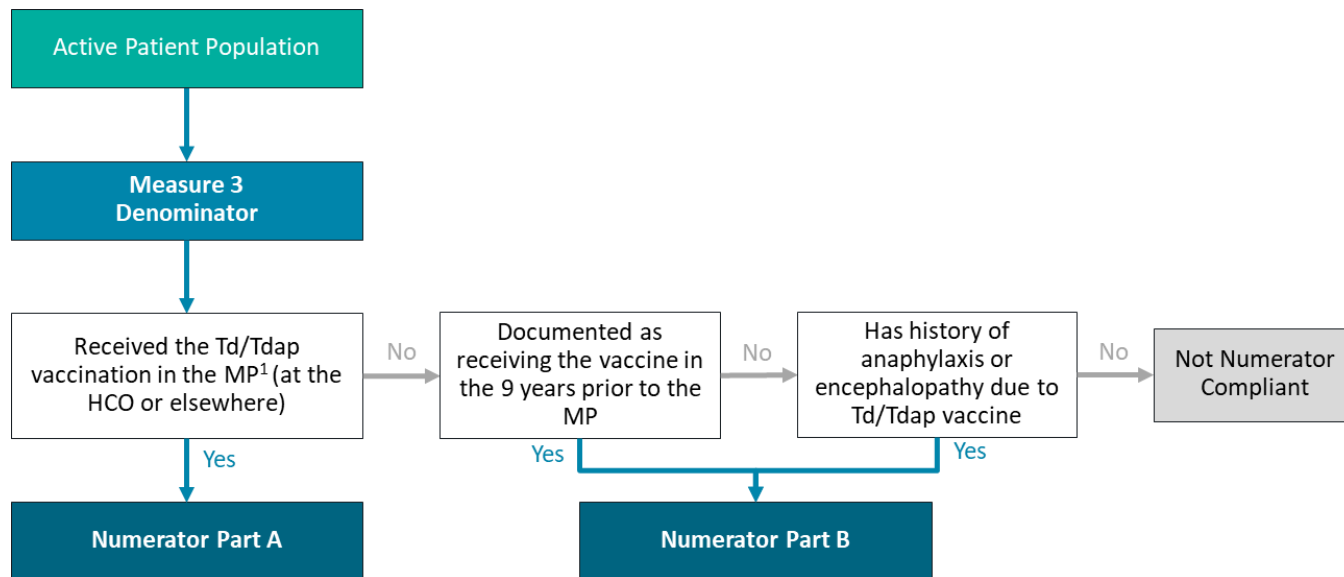 Active Patient Population
Measure 3
Denominator
Received the Td/Tdap
vaccination in the MP¹ (at the
HCO or elsewhere)
No
Documented as
receiving the vaccine in
the 9 years prior to the
MP
No
Has history of
anaphylaxis or
encephalopathy due to
Td/Tdap vaccine
No
Not Numerator
Compliant
Yes
Yes
Yes
Numerator Part A
Numerator Part B